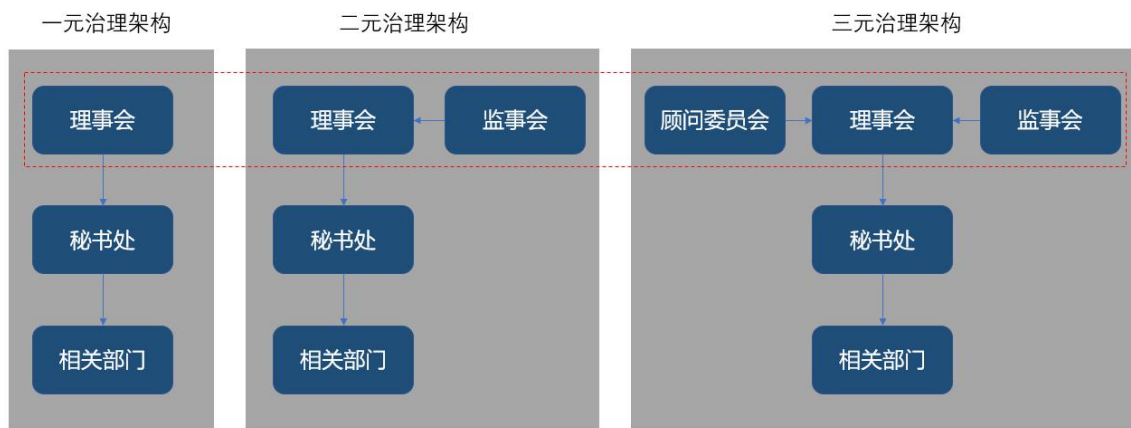 一元治理架构
二元治理架构
三元治理架构
理事会
理事会
监事会
顾问委员会
理事会
监事会
秘书处
秘书处
秘书处
相关部门
相关部门
相关部门